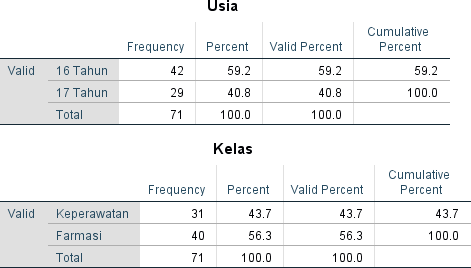 Usia
Frequency Percent Valid Percent Cumulative Percent
Valid 16 Tahun 42 59.2 59.2 59.2
17 Tahun 29 40.8 40.8 100.0
Total 71 100.0 100.0
Kelas
Frequency Percent Valid Percent Cumulative Percent
Valid Keperawatan 31 43.7 43.7 43.7
Farmasi 40 56.3 56.3 100.0
Total 71 100.0 100.0